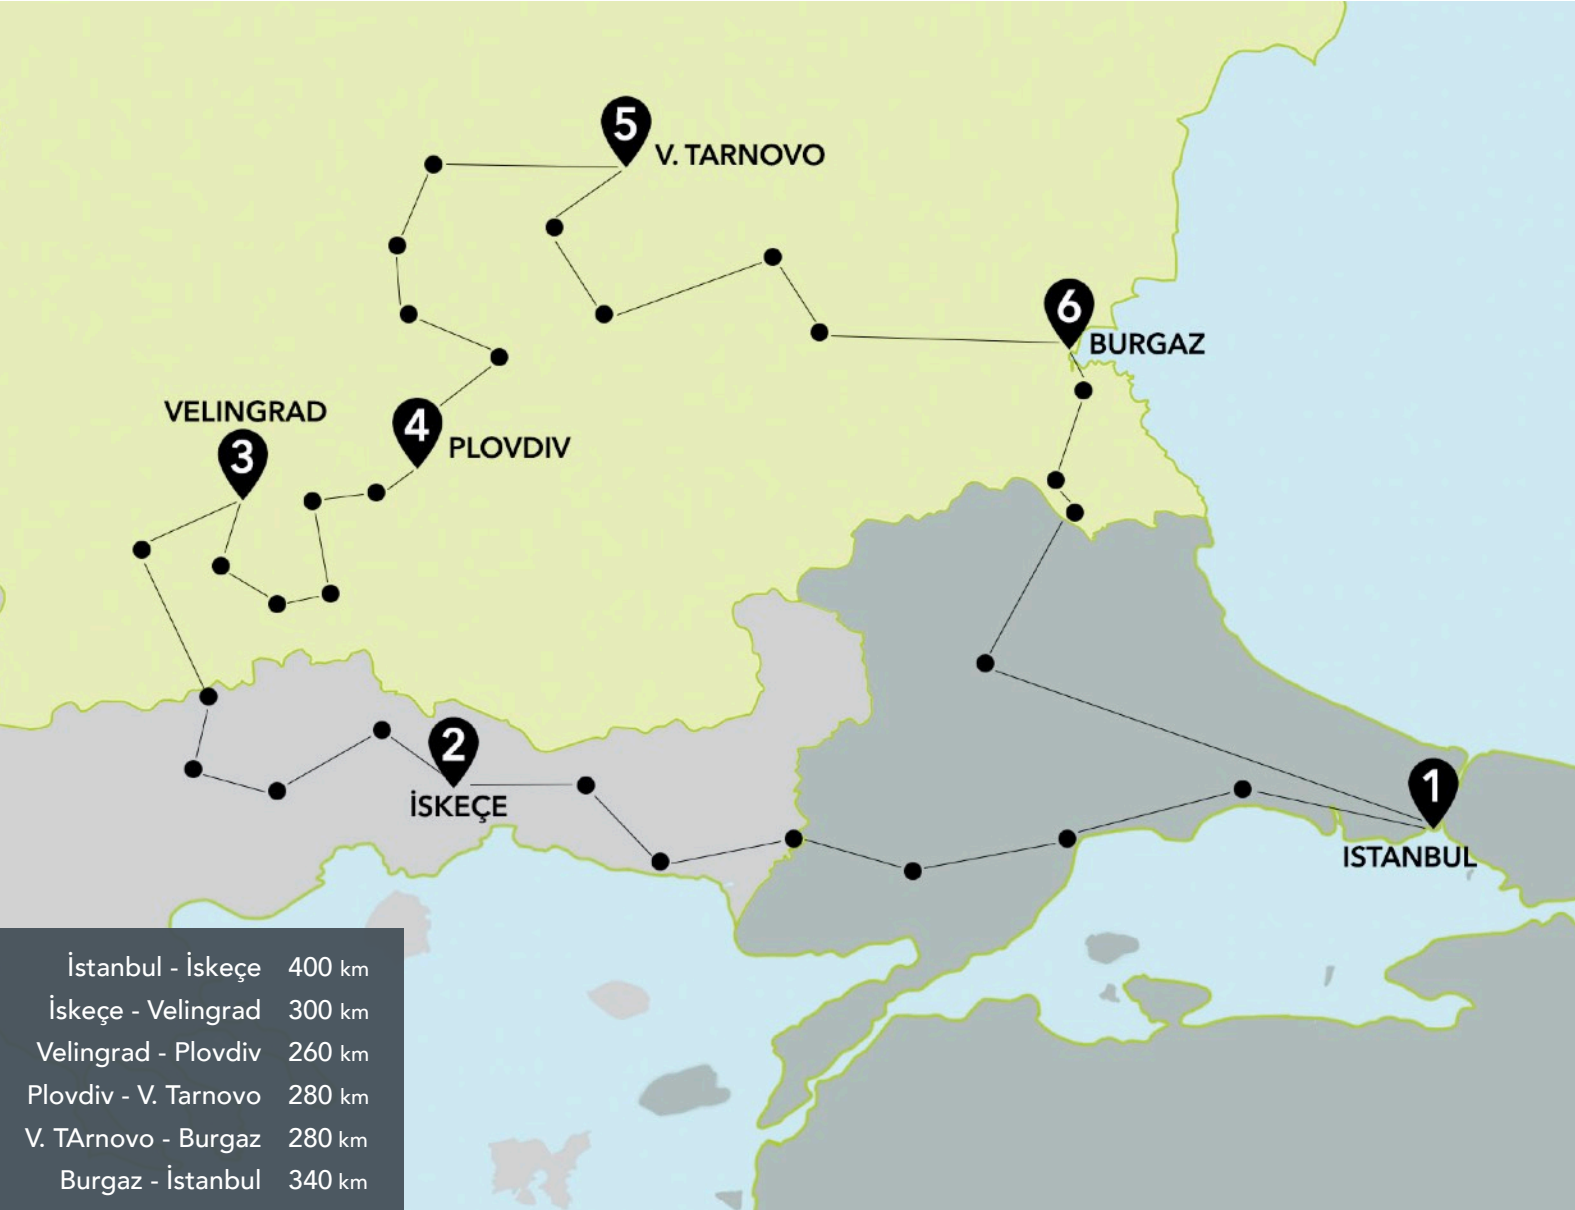 5
V. TARNOVO
6
BURGAZ
VELINGRAD
3
4
PLOVDIV
2
İSKEÇE
1
ISTANBUL
İstanbul - İskeçe 400 km
İskeçe - Velingrad 300 km
Velingrad - Plovdiv 260 km
Plovdiv - V. Tarnovo 280 km
V. TArnovo - Burgaz 280 km
Burgaz - İstanbul 340 km